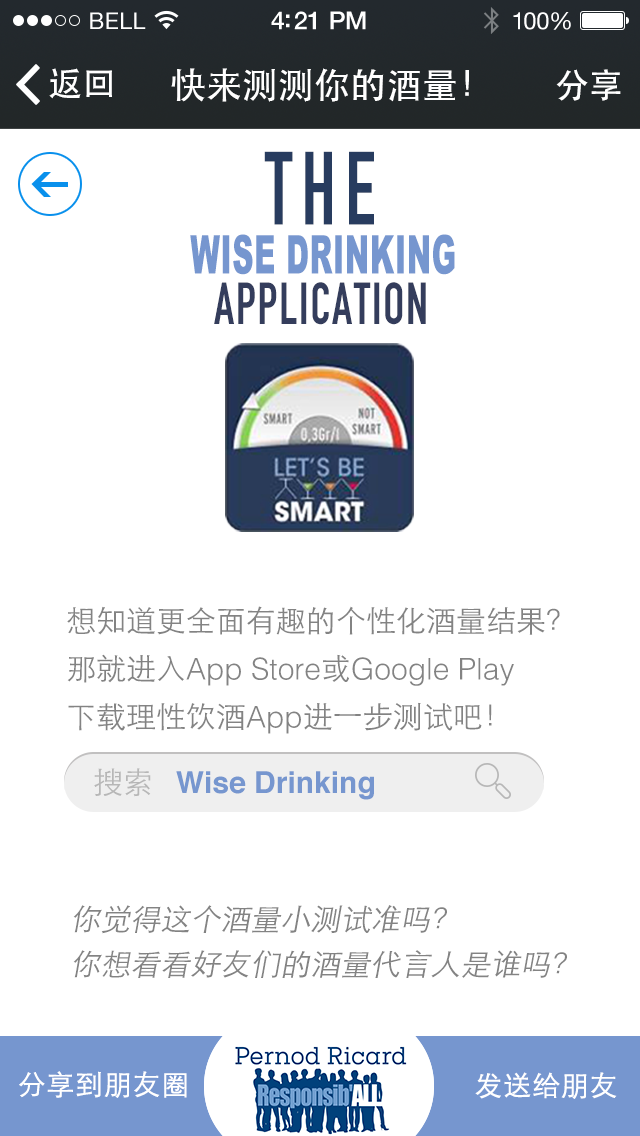 BELL 4:21 PM 100%
返回 快来测测你的酒量！ 分享
THE
WISE DRINKING
APPLICATION
SMART
NOT
SMART
0,3Gr/l
LET'S BE
SMART
想知道更全面有趣的个性化酒量结果？
那就进入App Store或Google Play
下载理性饮酒App进一步测试吧！
搜索 Wise Drinking
你觉得这个酒量小测试准吗？
你想看看好友们的酒量代言人是谁吗？
分享到朋友圈
Pernod Ricard
Responsib'ALL
发送给朋友